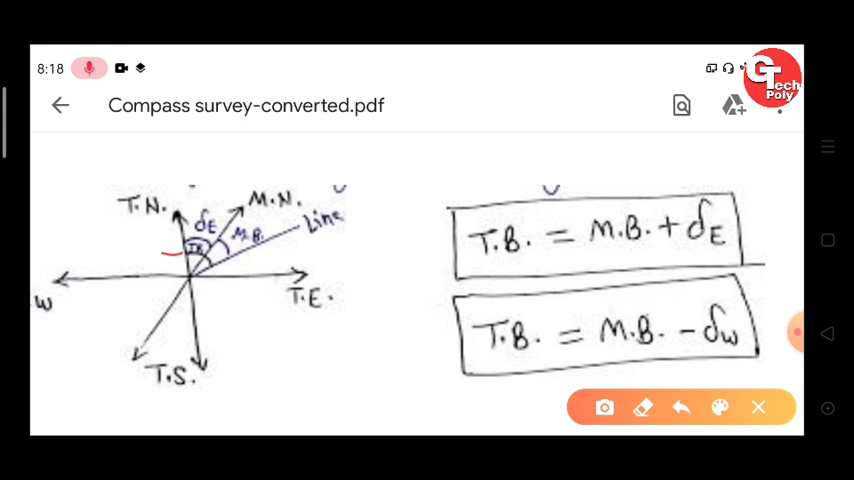 8:18
G
Tech
Poly
Compass survey-converted.pdf
T.N.
δE
M.N.
M.B.
Line
T.B. = M.B. + δE
W
T.E.
T.B. = M.B. - δw
T.S.